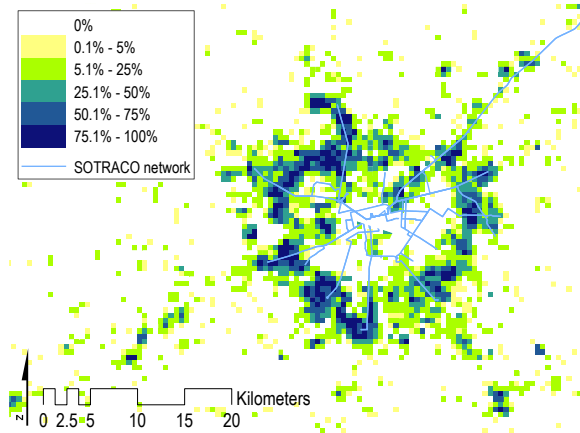 0%
0.1% - 5%
5.1% - 25%
25.1% - 50%
50.1% - 75%
75.1% - 100%
SOTRACO network
Kilometers
0 2.5 5 10 15 20
z